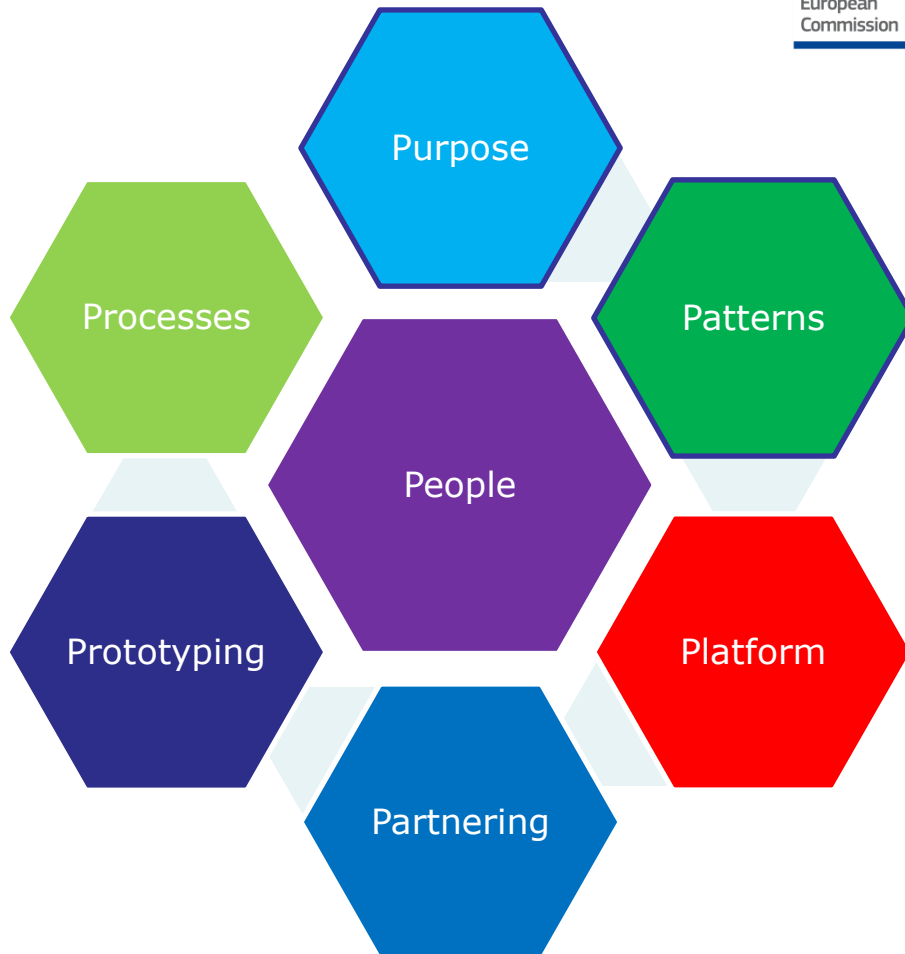 European
Commission
Purpose
Processes
Patterns
People
Prototyping
Platform
Partnering